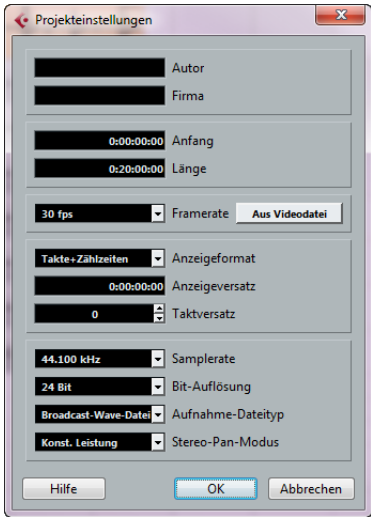 Projekteinstellungen
Autor
Firma
0:00:00:00 Anfang
0:20:00:00 Länge
30 fps Framerate Aus Videodatei
Takte+Zählzeiten Anzeigeformat
0:00:00:00 Anzeigeversatz
0 Taktversatz
44.100 kHz Samplerate
24 Bit Bit-Auflösung
Broadcast-Wave-Datei Aufnahme-Dateityp
Konst. Leistung Stereo-Pan-Modus
Hilfe OK Abbrechen